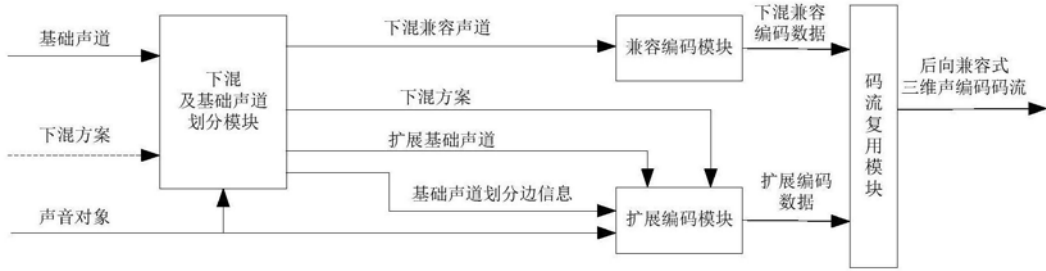 基础声道
下混方案
声音对象
下混
及基础声道
划分模块
下混兼容声道
下混方案
扩展基础声道
基础声道划分边信息
兼容编码模块
扩展编码模块
下混兼容
编码数据
扩展编码
数据
码流复用模块
后向兼容式
三维声编码码流